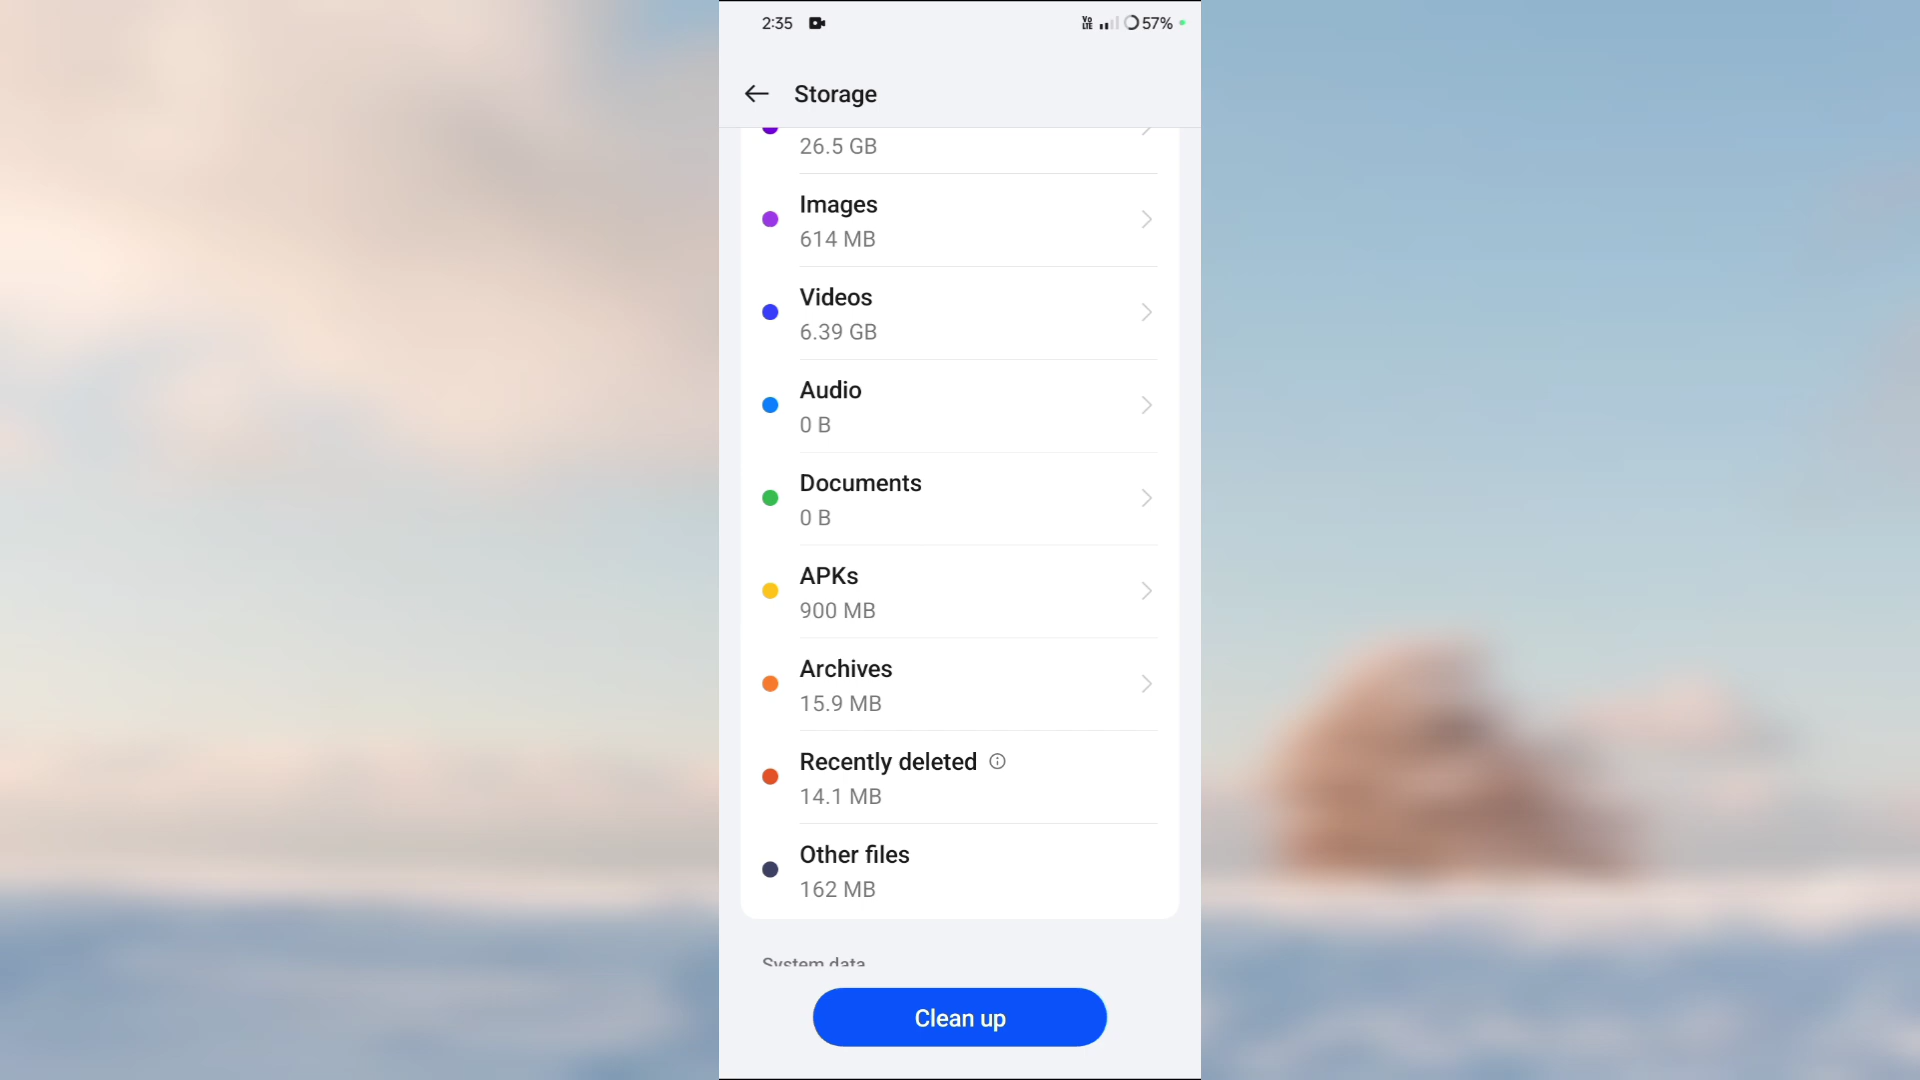 2:35 Vo LTE 57%
Storage
26.5 GB
Images
614 MB
Videos
6.39 GB
Audio
0 B
Documents
0 B
APKs
900 MB
Archives
15.9 MB
Recently deleted
14.1 MB
Other files
162 MB
System data
Clean up